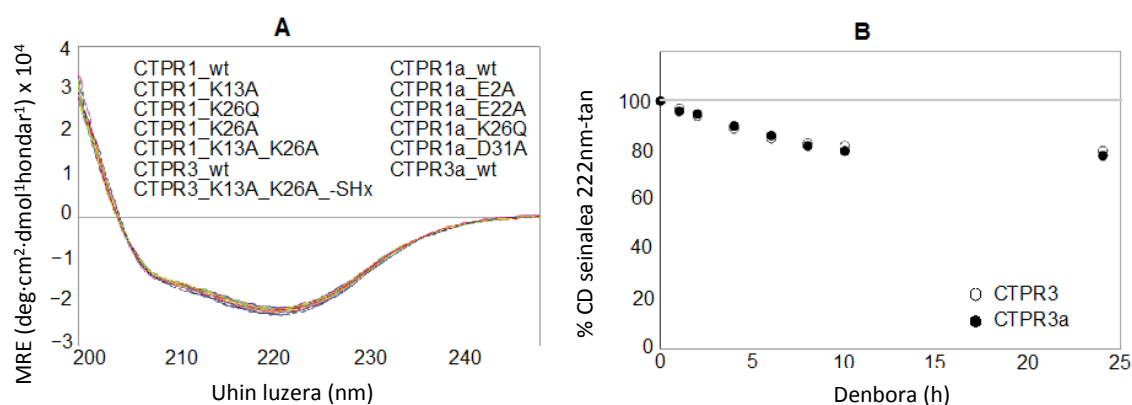 A
MRE (deg·cm²·dmol¹hondar¹) x 10⁴
4
3
2
1
0
−1
−2
−3
CTPR1_wt
CTPR1_K13A
CTPR1_K26Q
CTPR1_K26A
CTPR1_K13A_K26A
CTPR3_wt
CTPR3_K13A_K26A_-SHx
CTPR1a_wt
CTPR1a_E2A
CTPR1a_E22A
CTPR1a_K26Q
CTPR1a_D31A
CTPR3a_wt
200 210 220 230 240
Uhin luzera (nm)
B
% CD seinalea 222nm-tan
100
80
60
40
20
0
CTPR3
CTPR3a
0 5 10 15 20 25
Denbora (h)